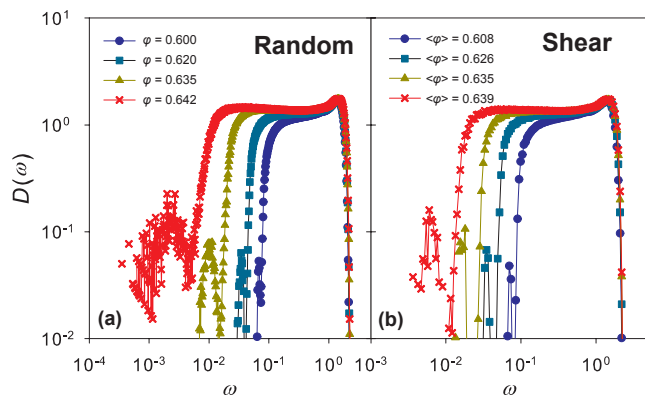 Random
φ = 0.600
φ = 0.620
φ = 0.635
φ = 0.642
(a)
Shear
<φ> = 0.608
<φ> = 0.626
<φ> = 0.635
<φ> = 0.639
(b)
D(ω)
10¹
10⁰
10⁻¹
10⁻²
10⁻⁴ 10⁻³ 10⁻² 10⁻¹ 10⁰ 10⁻³ 10⁻² 10⁻¹ 10⁰
ω ω